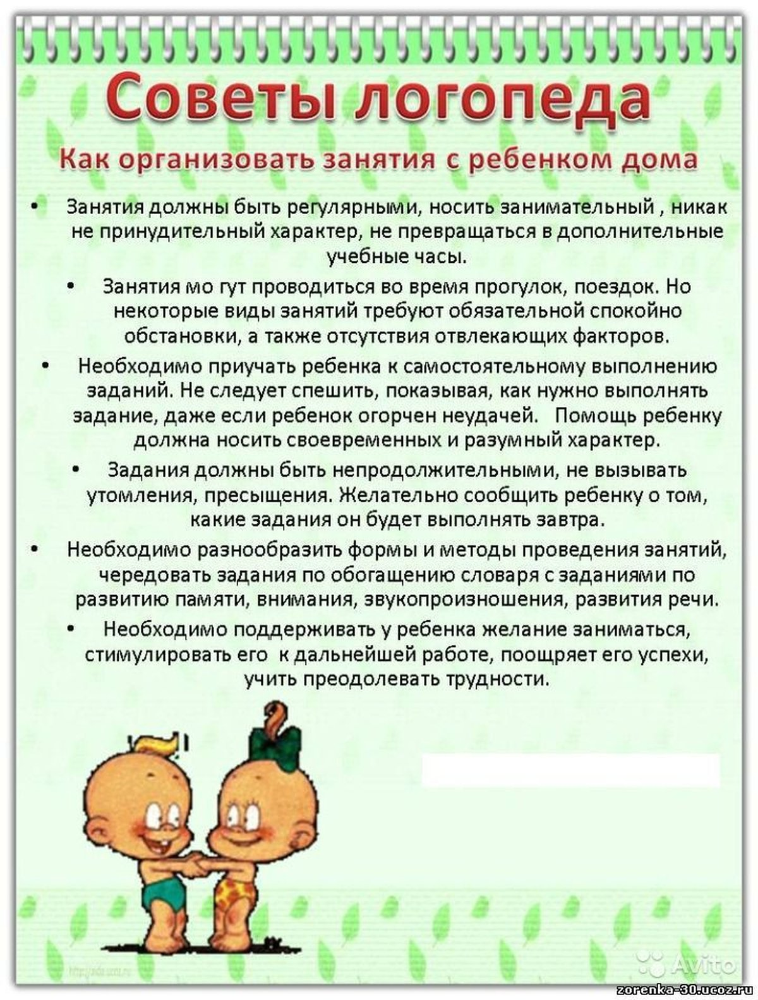 Советы логопеда
Как организовать занятия с ребенком дома
• Занятия должны быть регулярными, носить занимательный , никак
не принудительный характер, не превращаться в дополнительные
учебные часы.
• Занятия мо гут проводиться во время прогулок, поездок. Но
некоторые виды занятий требуют обязательной спокойно
обстановки, а также отсутствия отвлекающих факторов.
• Необходимо приучать ребенка к самостоятельному выполнению
заданий. Не следует спешить, показывая, как нужно выполнять
задание, даже если ребенок огорчен неудачей. Помощь ребенку
должна носить своевременных и разумный характер.
• Задания должны быть непродолжительными, не вызывать
утомления, пресыщения. Желательно сообщить ребенку о том,
какие задания он будет выполнять завтра.
• Необходимо разнообразить формы и методы проведения занятий,
чередовать задания по обогащению словаря с заданиями по
развитию памяти, внимания, звукопроизношения, развития речи.
• Необходимо поддерживать у ребенка желание заниматься,
стимулировать его к дальнейшей работе, поощряет его успехи,
учить преодолевать трудности.
Avito
zorenka-30.ucoz.ru